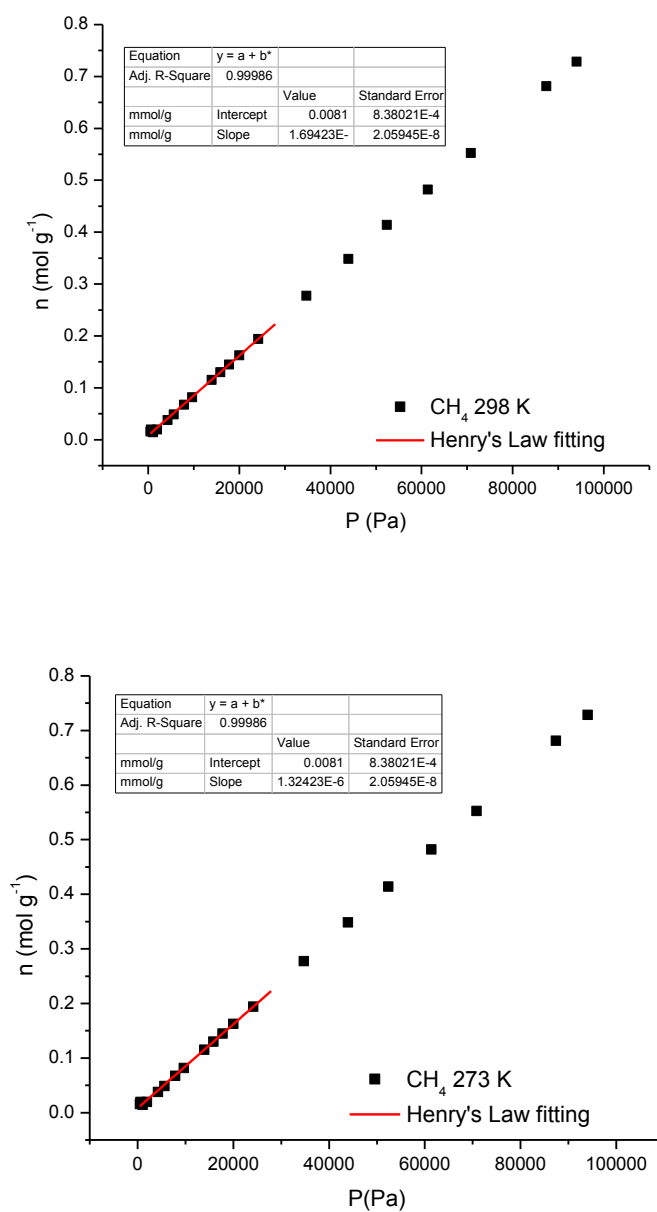 0.8
Equation y = a + b*
Adj. R-Square 0.99986
Value Standard Error
mmol/g Intercept 0.0081 8.38021E-4
mmol/g Slope 1.69423E- 2.05945E-8
0.7
0.6
0.5
0.4
0.3
0.2
0.1
0.0
n (mol g⁻¹)
CH₄ 298 K
Henry's Law fitting
0 20000 40000 60000 80000 100000
P (Pa)
0.8
Equation y = a + b*
Adj. R-Square 0.99986
Value Standard Error
mmol/g Intercept 0.0081 8.38021E-4
mmol/g Slope 1.32423E-6 2.05945E-8
0.7
0.6
0.5
0.4
0.3
0.2
0.1
0.0
n (mol g⁻¹)
CH₄ 273 K
Henry's Law fitting
0 20000 40000 60000 80000 100000
P(Pa)